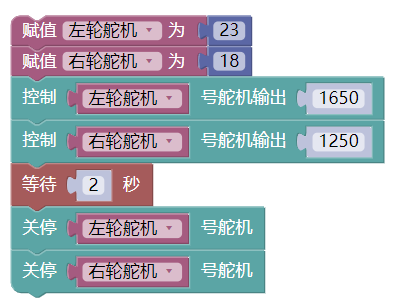 赋值 左轮舵机 为 23
赋值 右轮舵机 为 18
控制 左轮舵机 号舵机输出 1650
控制 右轮舵机 号舵机输出 1250
等待 2 秒
关停 左轮舵机 号舵机
关停 右轮舵机 号舵机